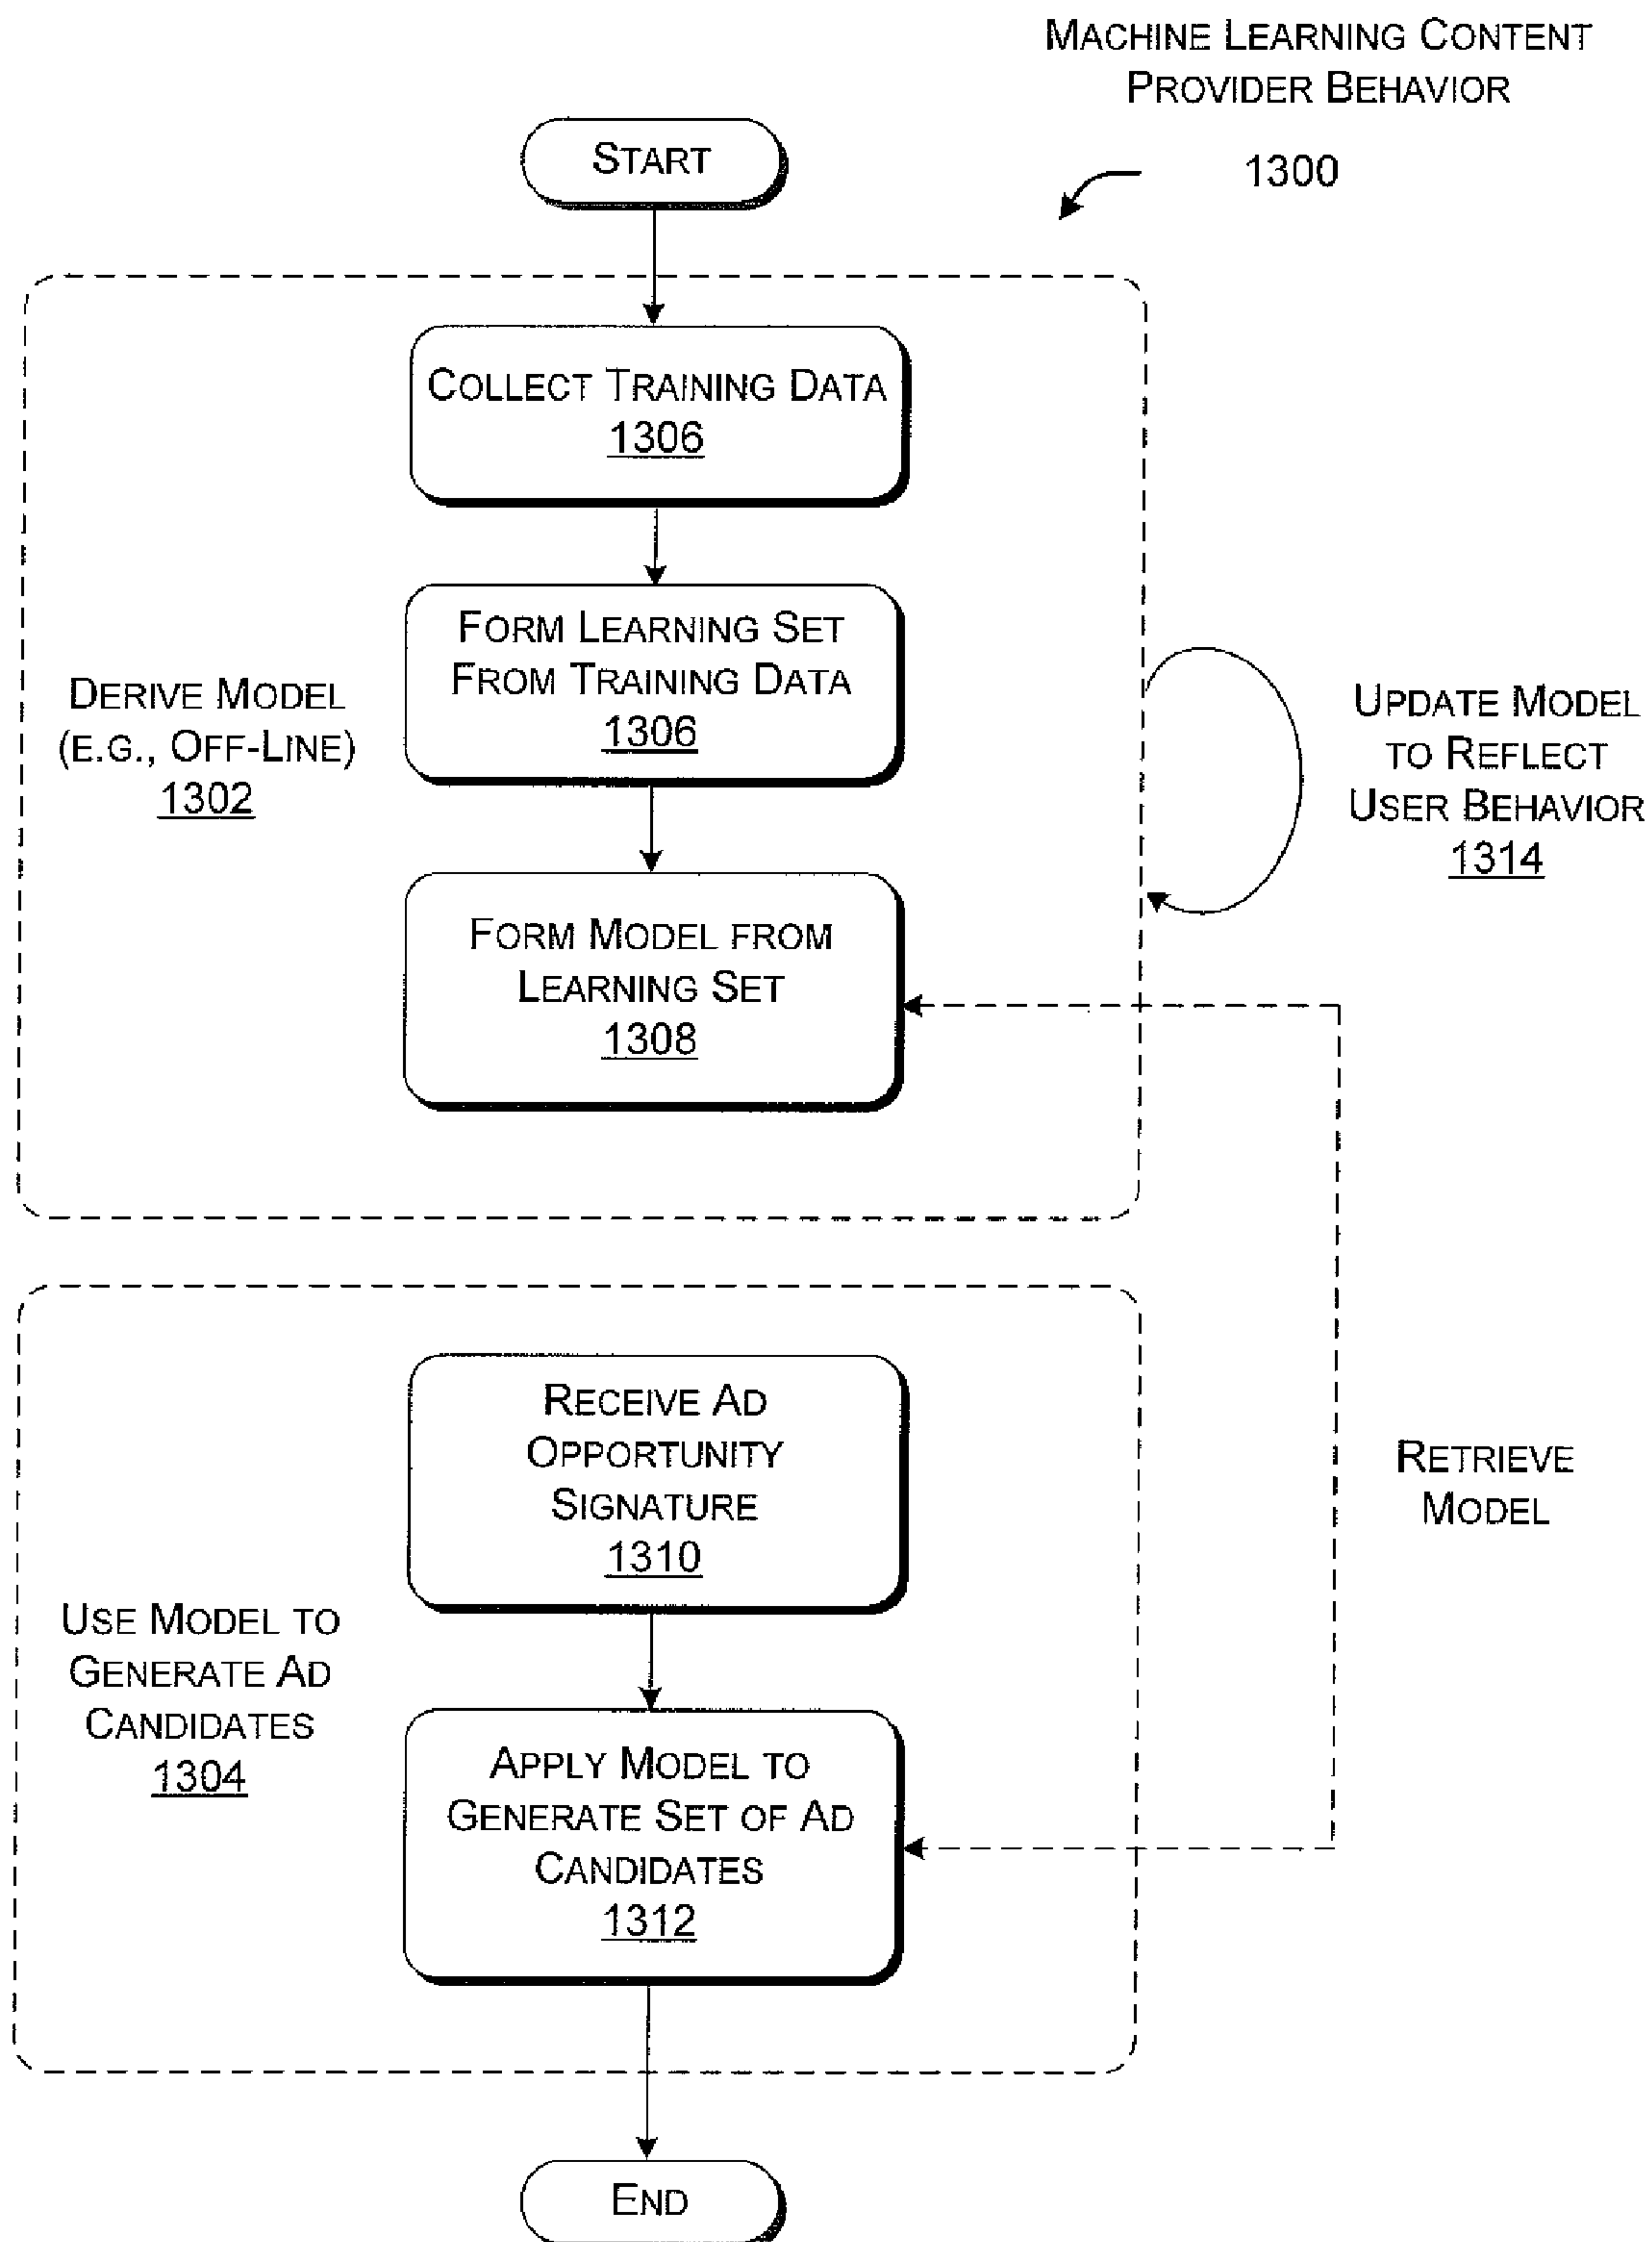 MACHINE LEARNING CONTENT
PROVIDER BEHAVIOR
1300
START
COLLECT TRAINING DATA
1306
FORM LEARNING SET
FROM TRAINING DATA
1306
DERIVE MODEL
(E.G., OFF-LINE)
1302
UPDATE MODEL
TO REFLECT
USER BEHAVIOR
1314
FORM MODEL FROM
LEARNING SET
1308
RECEIVE AD
OPPORTUNITY
SIGNATURE
1310
RETRIEVE
MODEL
USE MODEL TO
GENERATE AD
CANDIDATES
1304
APPLY MODEL TO
GENERATE SET OF AD
CANDIDATES
1312
END